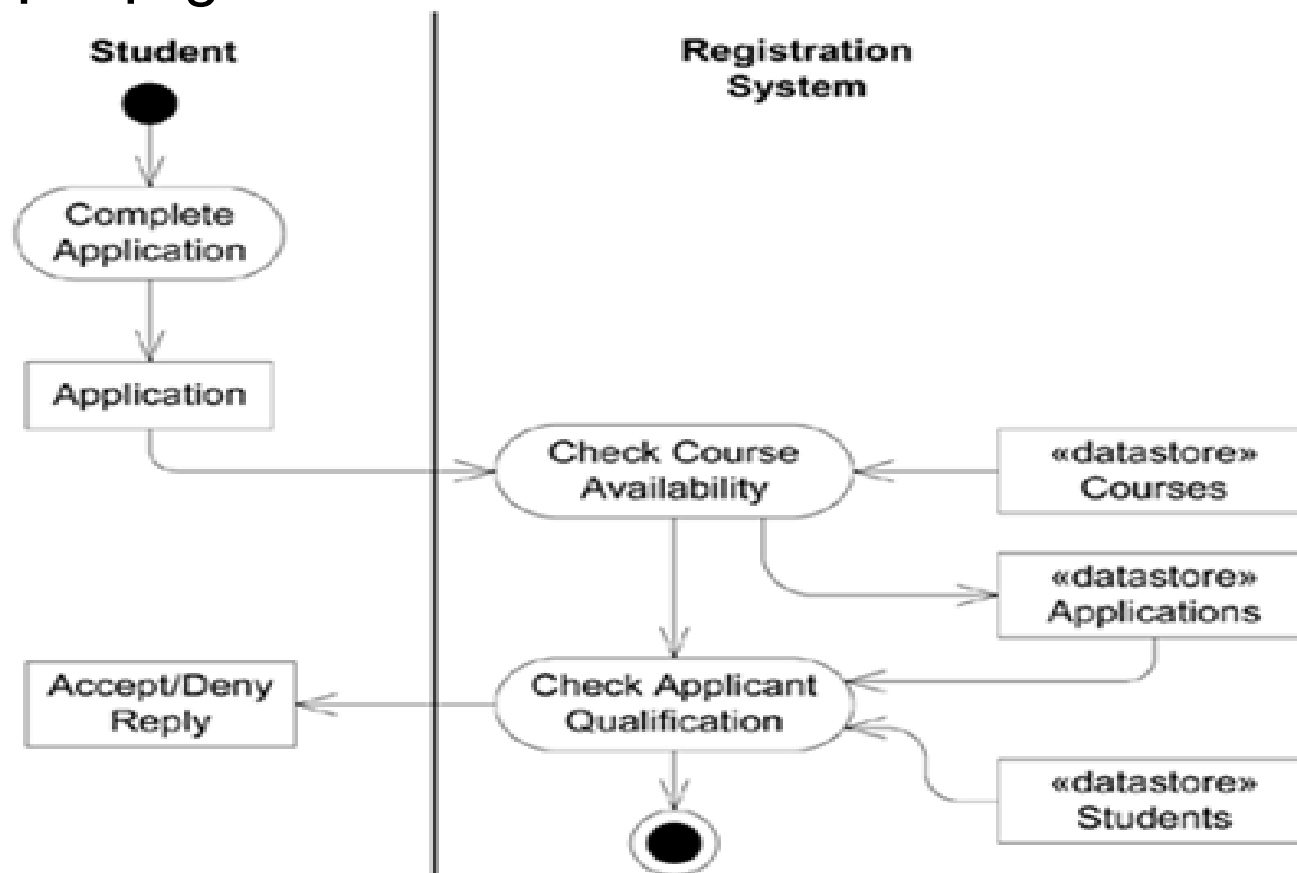 Student
Registration
System
Complete
Application
Application
Check Course
Availability
«datastore»
Courses
«datastore»
Applications
Accept/Deny
Reply
Check Applicant
Qualification
«datastore»
Students